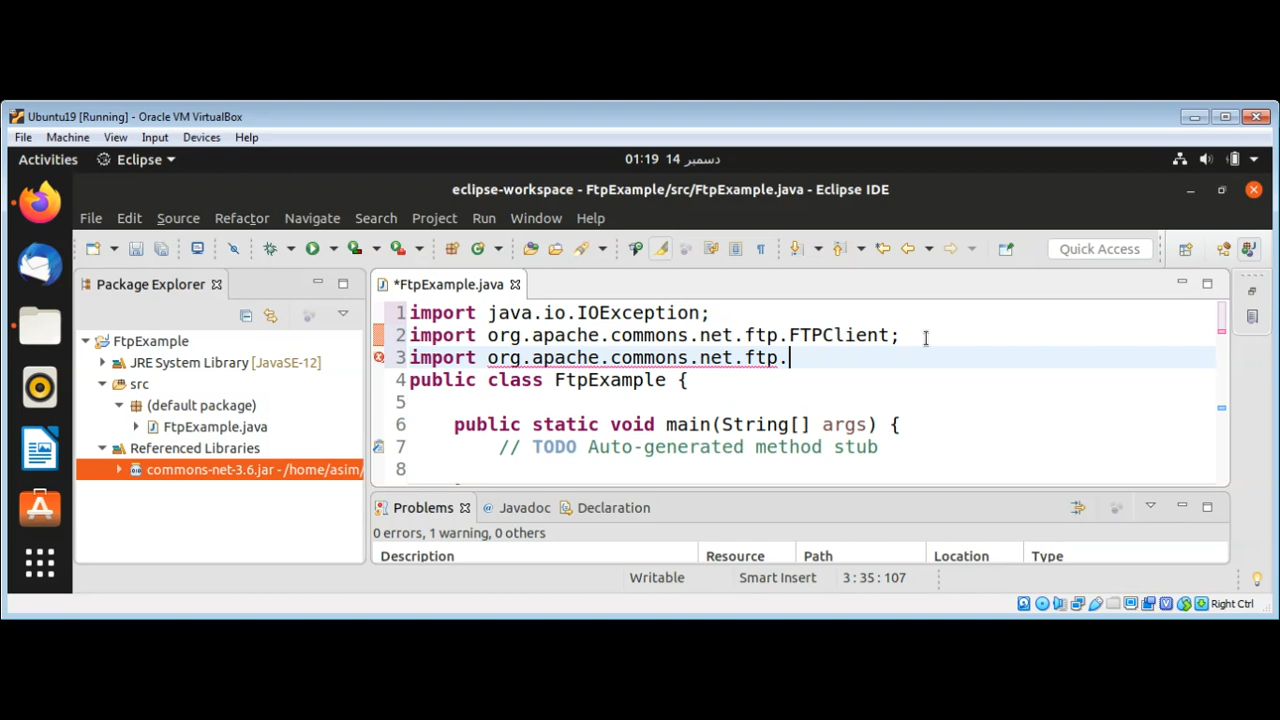 Ubuntu19 [Running] - Oracle VM VirtualBox
File Machine View Input Devices Help
Activities Eclipse 01:19 14 دسمبر
eclipse-workspace - FtpExample/src/FtpExample.java - Eclipse IDE
File Edit Source Refactor Navigate Search Project Run Window Help
Quick Access
Package Explorer
FtpExample
JRE System Library [JavaSE-12]
src
(default package)
FtpExample.java
Referenced Libraries
commons-net-3.6.jar - /home/asim/
*FtpExample.java
1 import java.io.IOException;
2 import org.apache.commons.net.ftp.FTPClient;
3 import org.apache.commons.net.ftp.
4 public class FtpExample {
5
6 public static void main(String[] args) {
7 // TODO Auto-generated method stub
8
Problems Javadoc Declaration
0 errors, 1 warning, 0 others
Description Resource Path Location Type
Writable Smart Insert 3 : 35 : 107
Right Ctrl